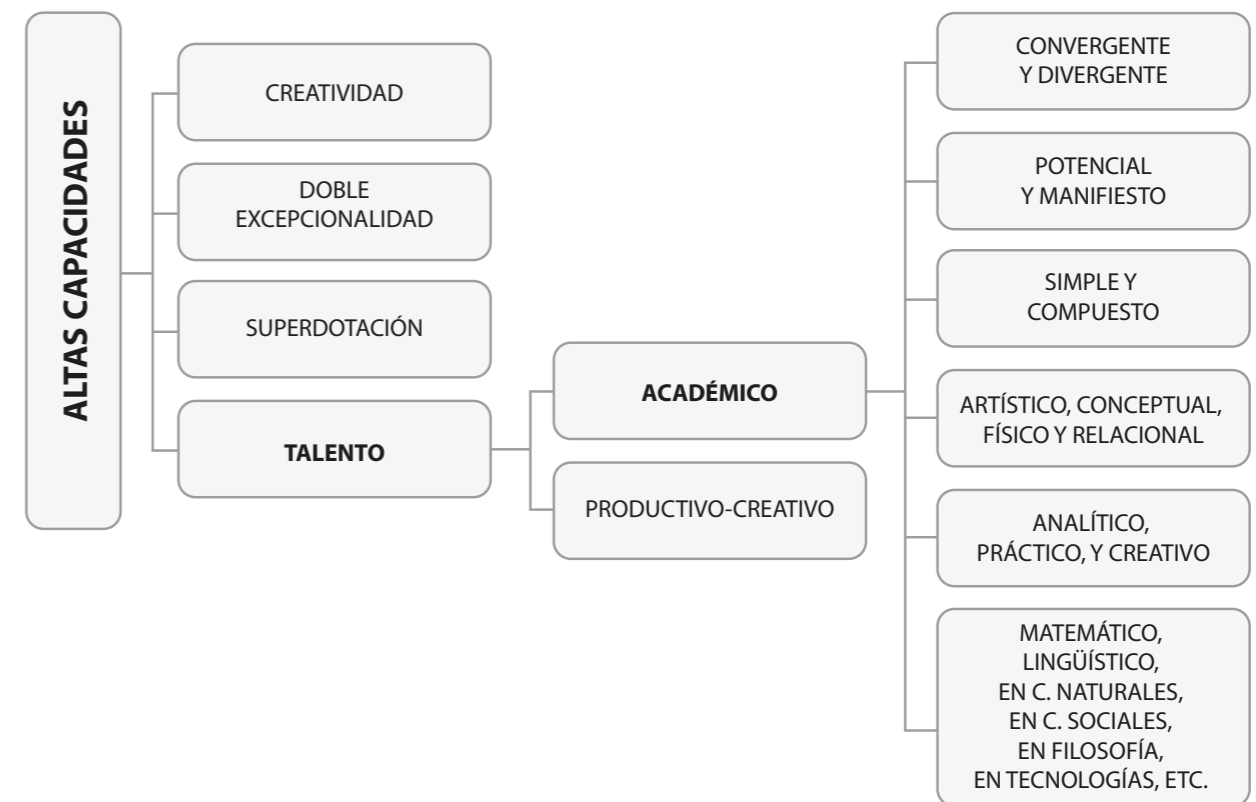 ALTAS CAPACIDADES
CREATIVIDAD
DOBLE
EXCEPCIONALIDAD
SUPERDOTACIÓN
TALENTO
ACADÉMICO
PRODUCTIVO-CREATIVO
CONVERGENTE
Y DIVERGENTE
POTENCIAL
Y MANIFIESTO
SIMPLE Y
COMPUESTO
ARTÍSTICO, CONCEPTUAL,
FÍSICO Y RELACIONAL
ANALÍTICO,
PRÁCTICO, Y CREATIVO
MATEMÁTICO,
LINGÜÍSTICO,
EN C. NATURALES,
EN C. SOCIALES,
EN FILOSOFÍA,
EN TECNOLOGÍAS, ETC.